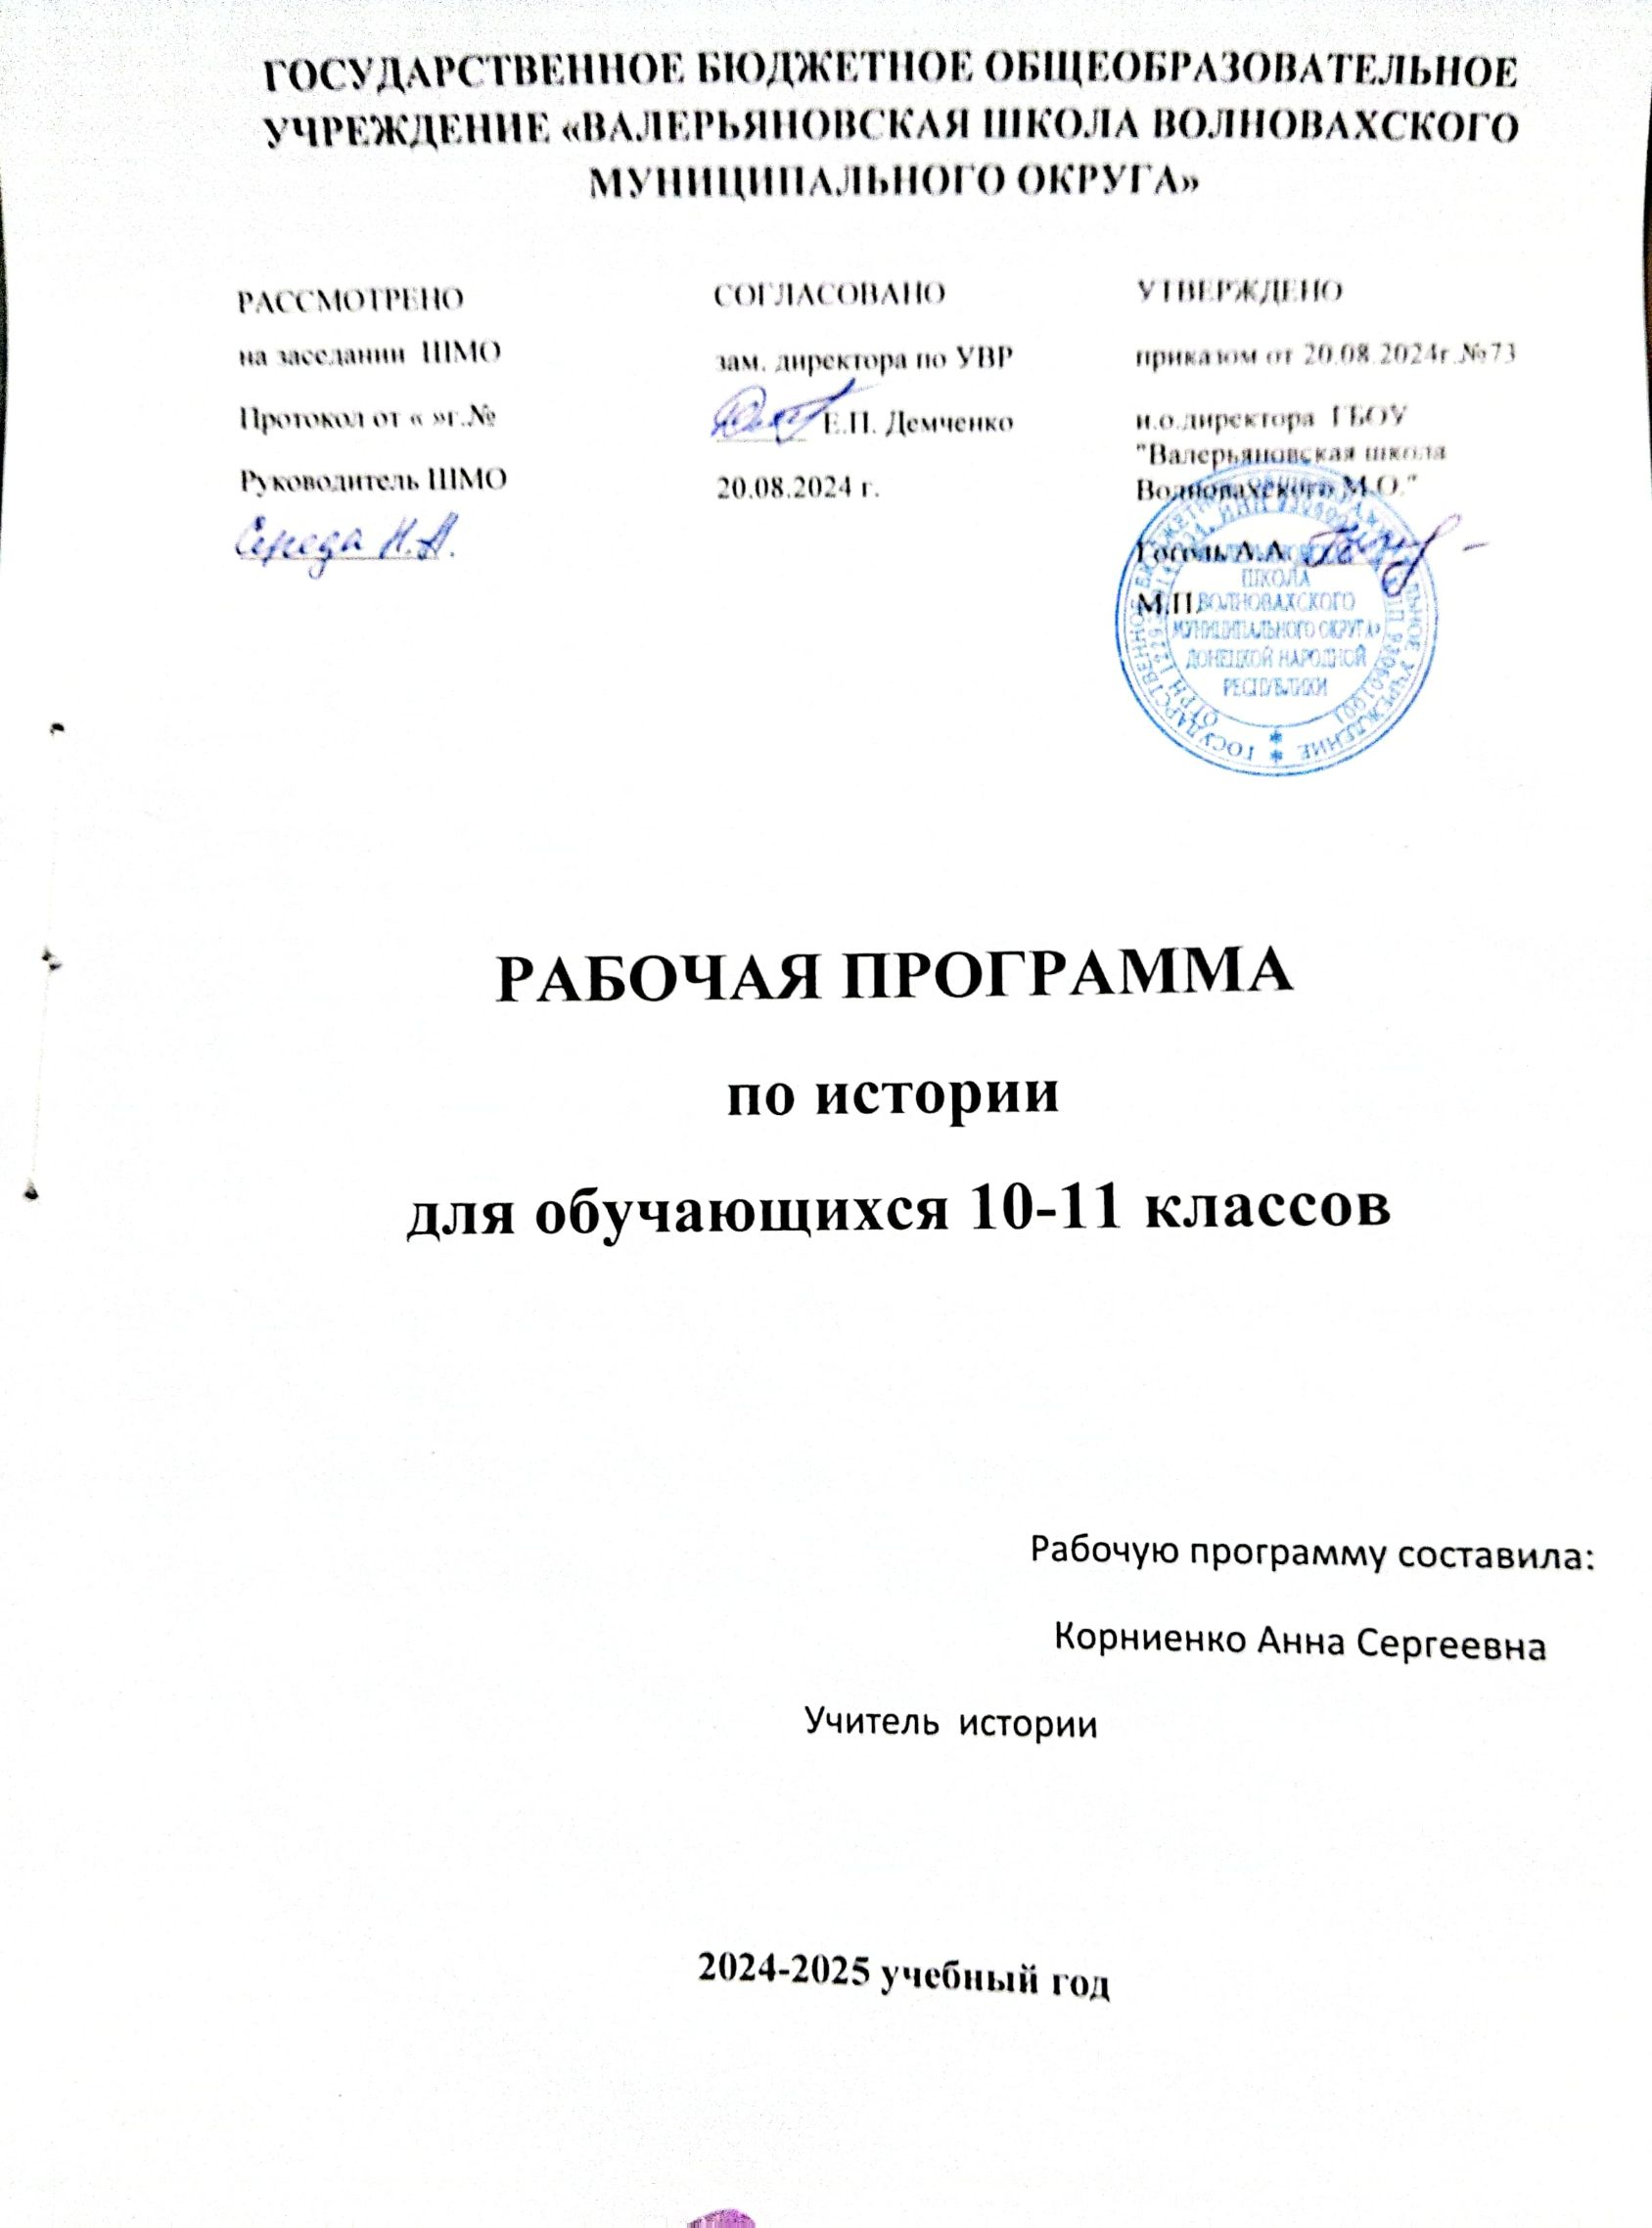 ГОСУДАРСТВЕННОЕ БЮДЖЕТНОЕ ОБЩЕОБРАЗОВАТЕЛЬНОЕ
УЧРЕЖДЕНИЕ «ВАЛЕРЬЯНОВСКАЯ ШКОЛА ВОЛНОВАХСКОГО
МУНИЦИПАЛЬНОГО ОКРУГА»
РАССМОТРЕНО
на заседании ШМО
Протокол от « »г.№
Руководитель ШМО
Середа Н.А.
СОГЛАСОВАНО
зам. директора по УВР
Е.П. Демченко
20.08.2024 г.
УТВЕРЖДЕНО
приказом от 20.08.2024г.№73
и.о.директора ГБОУ
"Валерьяновская школа
Волновахского М.О."
Гоголь А.А
М.П.
ШКОЛА
ВОЛНОВАХСКОГО
МУНИЦИПАЛЬНОГО ОКРУГА»
ДОНЕЦКОЙ НАРОДНОЙ
РЕСПУБЛИКИ
РАБОЧАЯ ПРОГРАММА
по истории
для обучающихся 10-11 классов
Рабочую программу составила:
Корниенко Анна Сергеевна
Учитель истории
2024-2025 учебный год